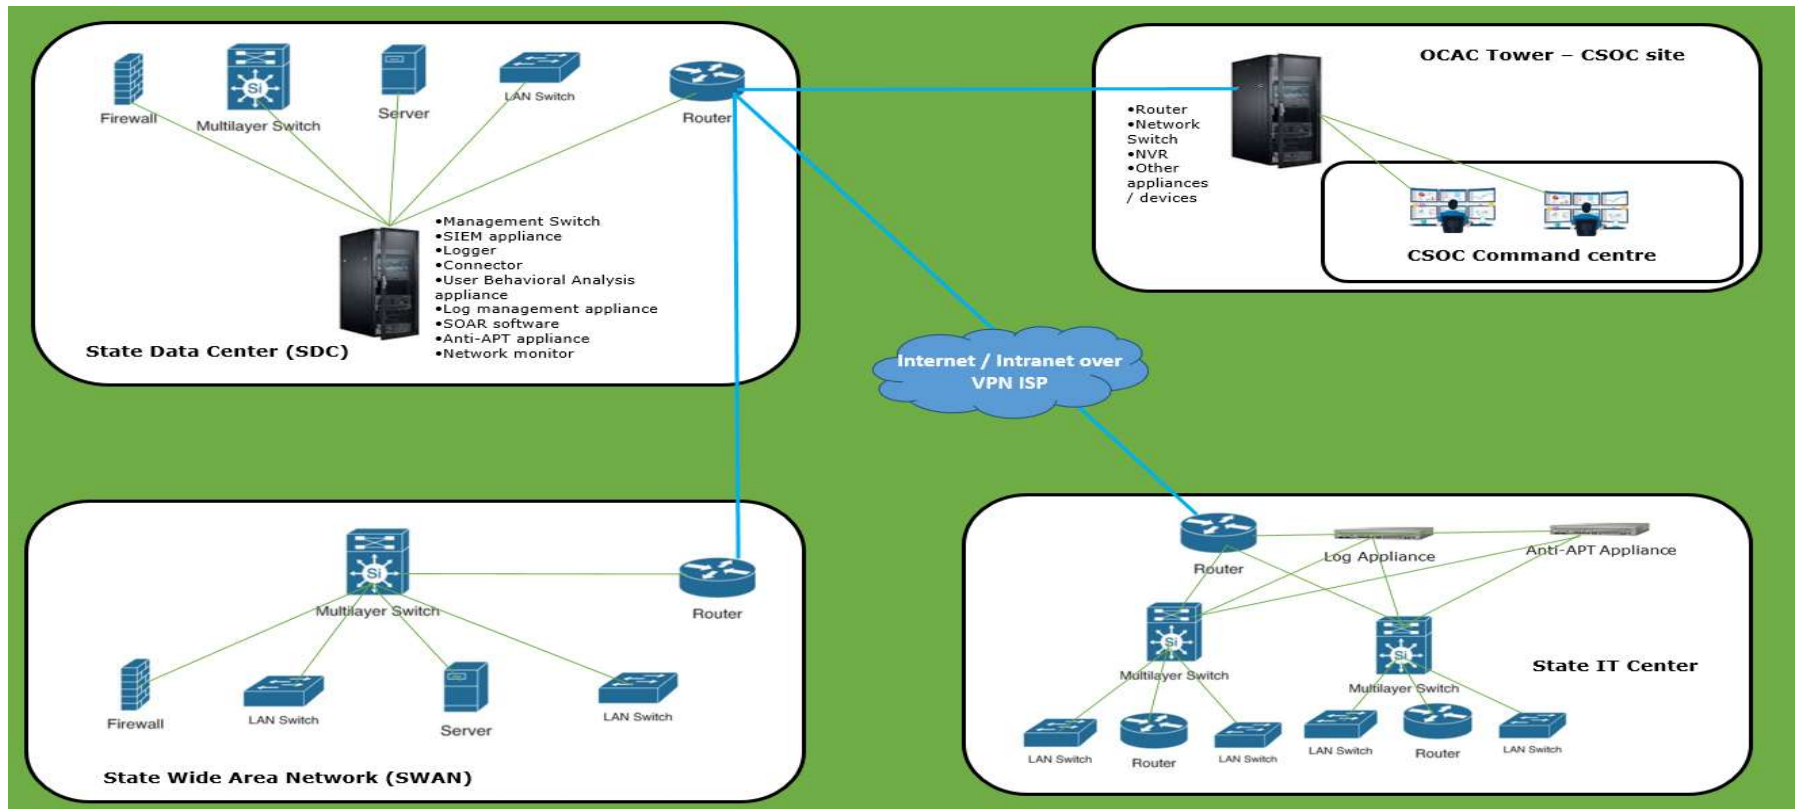 Firewall
Multilayer Switch
Server
LAN Switch
Router
•Management Switch
•SIEM appliance
•Logger
•Connector
•User Behavioral Analysis
appliance
•Log management appliance
•SOAR software
•Anti-APT appliance
•Network monitor
State Data Center (SDC)
OCAC Tower – CSOC site
•Router
•Network
Switch
•NVR
•Other
appliances
/ devices
CSOC Command centre
Internet / Intranet over
VPN ISP
Si
Si
Multilayer Switch
Router
Firewall
LAN Switch
Server
LAN Switch
State Wide Area Network (SWAN)
Router
Log Appliance
Anti-APT Appliance
Si
Multilayer Switch
Si
Multilayer Switch
State IT Center
LAN Switch
Router
LAN Switch
LAN Switch
Router
LAN Switch